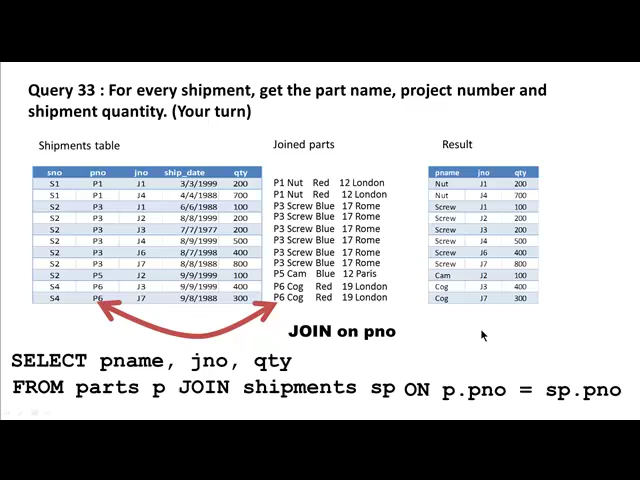 Query 33 : For every shipment, get the part name, project number and
shipment quantity. (Your turn)
Shipments table
Joined parts
Result
sno pno jno ship_date qty
S1 P1 J1 3/3/1999 200
S1 P1 J4 4/4/1988 700
S2 P3 J1 6/6/1988 100
S2 P3 J2 8/8/1999 200
S2 P3 J3 7/7/1977 200
S2 P3 J4 8/9/1999 500
S2 P3 J6 7/8/1998 400
S2 P3 J7 8/8/1988 800
S2 P5 J2 9/9/1999 100
S4 P6 J3 9/9/1999 400
S4 P6 J7 9/8/1988 300
P1 Nut Red 12 London
P1 Nut Red 12 London
P3 Screw Blue 17 Rome
P3 Screw Blue 17 Rome
P3 Screw Blue 17 Rome
P3 Screw Blue 17 Rome
P3 Screw Blue 17 Rome
P3 Screw Blue 17 Rome
P5 Cam Blue 12 Paris
P6 Cog Red 19 London
P6 Cog Red 19 London
pname jno qty
Nut J1 200
Nut J4 700
Screw J1 100
Screw J2 200
Screw J3 200
Screw J4 500
Screw J6 400
Screw J7 800
Cam J2 100
Cog J3 400
Cog J7 300
JOIN on pno
SELECT pname, jno, qty
FROM parts p JOIN shipments sp ON p.pno = sp.pno